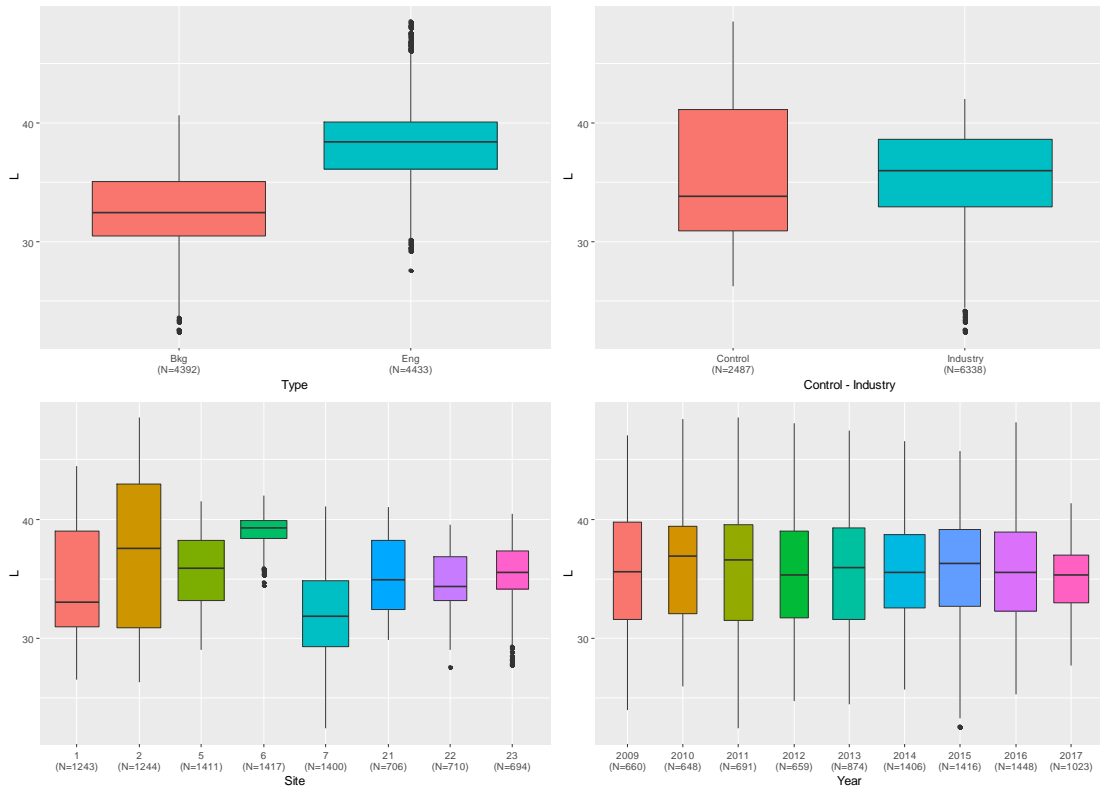 L
40
30
Bkg
(N=4392)
Eng
(N=4433)
Type
L
40
30
Control
(N=2487)
Industry
(N=6338)
Control - Industry
L
40
30
1
(N=1243)
2
(N=1244)
5
(N=1411)
6
(N=1417)
7
(N=1400)
21
(N=706)
22
(N=710)
23
(N=694)
Site
L
40
30
2009
(N=660)
2010
(N=648)
2011
(N=691)
2012
(N=659)
2013
(N=874)
2014
(N=1406)
2015
(N=1416)
2016
(N=1448)
2017
(N=1023)
Year